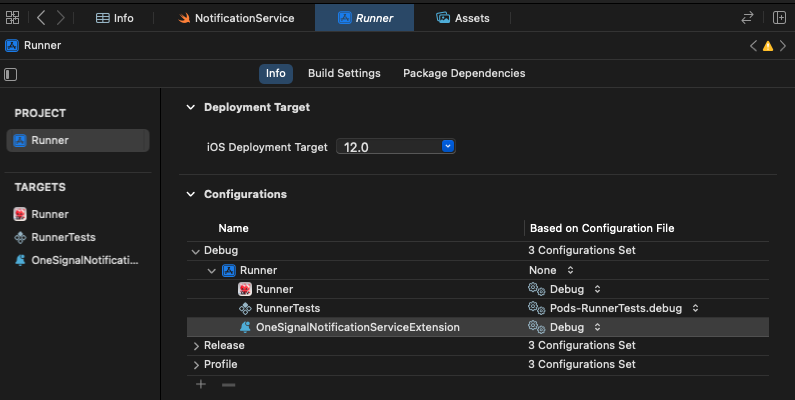 Info NotificationService Runner Assets
Runner
Info Build Settings Package Dependencies
PROJECT
Runner
TARGETS
Runner
RunnerTests
OneSignalNotificati...
Deployment Target
iOS Deployment Target 12.0
Configurations
Name Based on Configuration File
Debug 3 Configurations Set
Runner None
Runner Debug
RunnerTests Pods-RunnerTests.debug
OneSignalNotificationServiceExtension Debug
Release 3 Configurations Set
Profile 3 Configurations Set